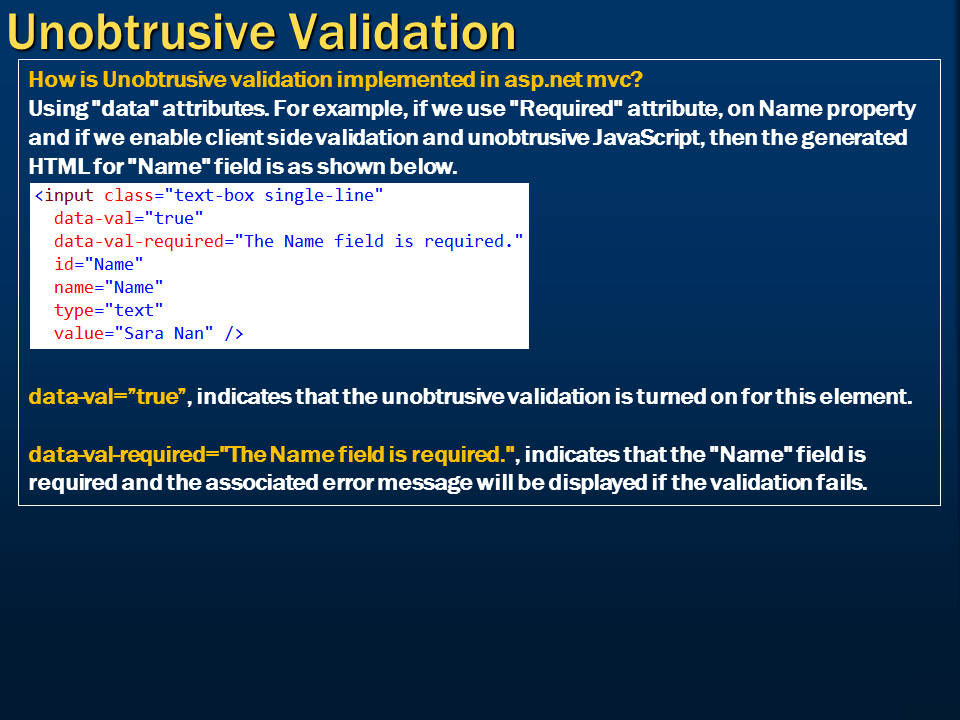 Unobtrusive Validation
How is Unobtrusive validation implemented in asp.net mvc?
Using "data" attributes. For example, if we use "Required" attribute, on Name property
and if we enable client side validation and unobtrusive JavaScript, then the generated
HTML for "Name" field is as shown below.
<input class="text-box single-line"
data-val="true"
data-val-required="The Name field is required."
id="Name"
name="Name"
type="text"
value="Sara Nan" />
data-val=”true”, indicates that the unobtrusive validation is turned on for this element.
data-val-required="The Name field is required.", indicates that the "Name" field is
required and the associated error message will be displayed if the validation fails.